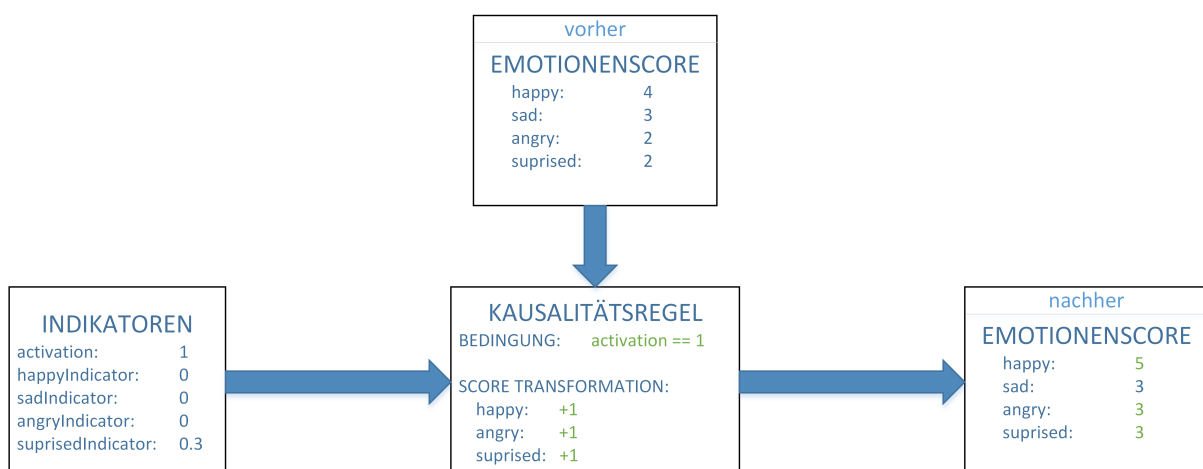 vorher
EMOTIONENSCORE
happy: 4
sad: 3
angry: 2
suprised: 2
INDIKATOREN
activation: 1
happyIndicator: 0
sadIndicator: 0
angryIndicator: 0
suprisedIndicator: 0.3
KAUSALITÄTSREGEL
BEDINGUNG: activation == 1
SCORE TRANSFORMATION:
happy: +1
angry: +1
suprised: +1
nachher
EMOTIONENSCORE
happy: 5
sad: 3
angry: 3
suprised: 3